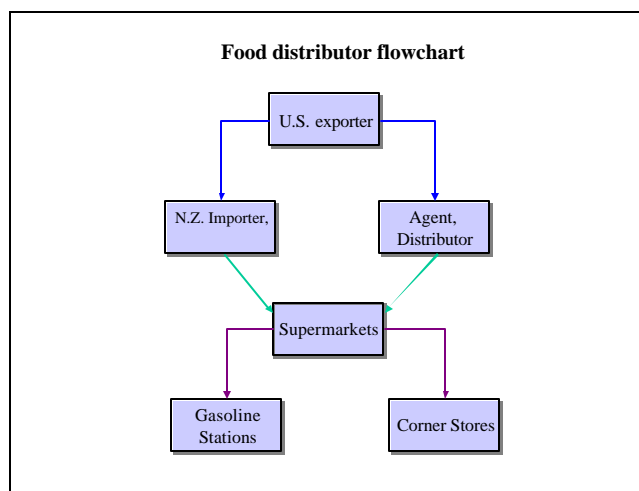 Food distributor flowchart
U.S. exporter
N.Z. Importer,
Agent,
Distributor
Supermarkets
Gasoline
Stations
Corner Stores